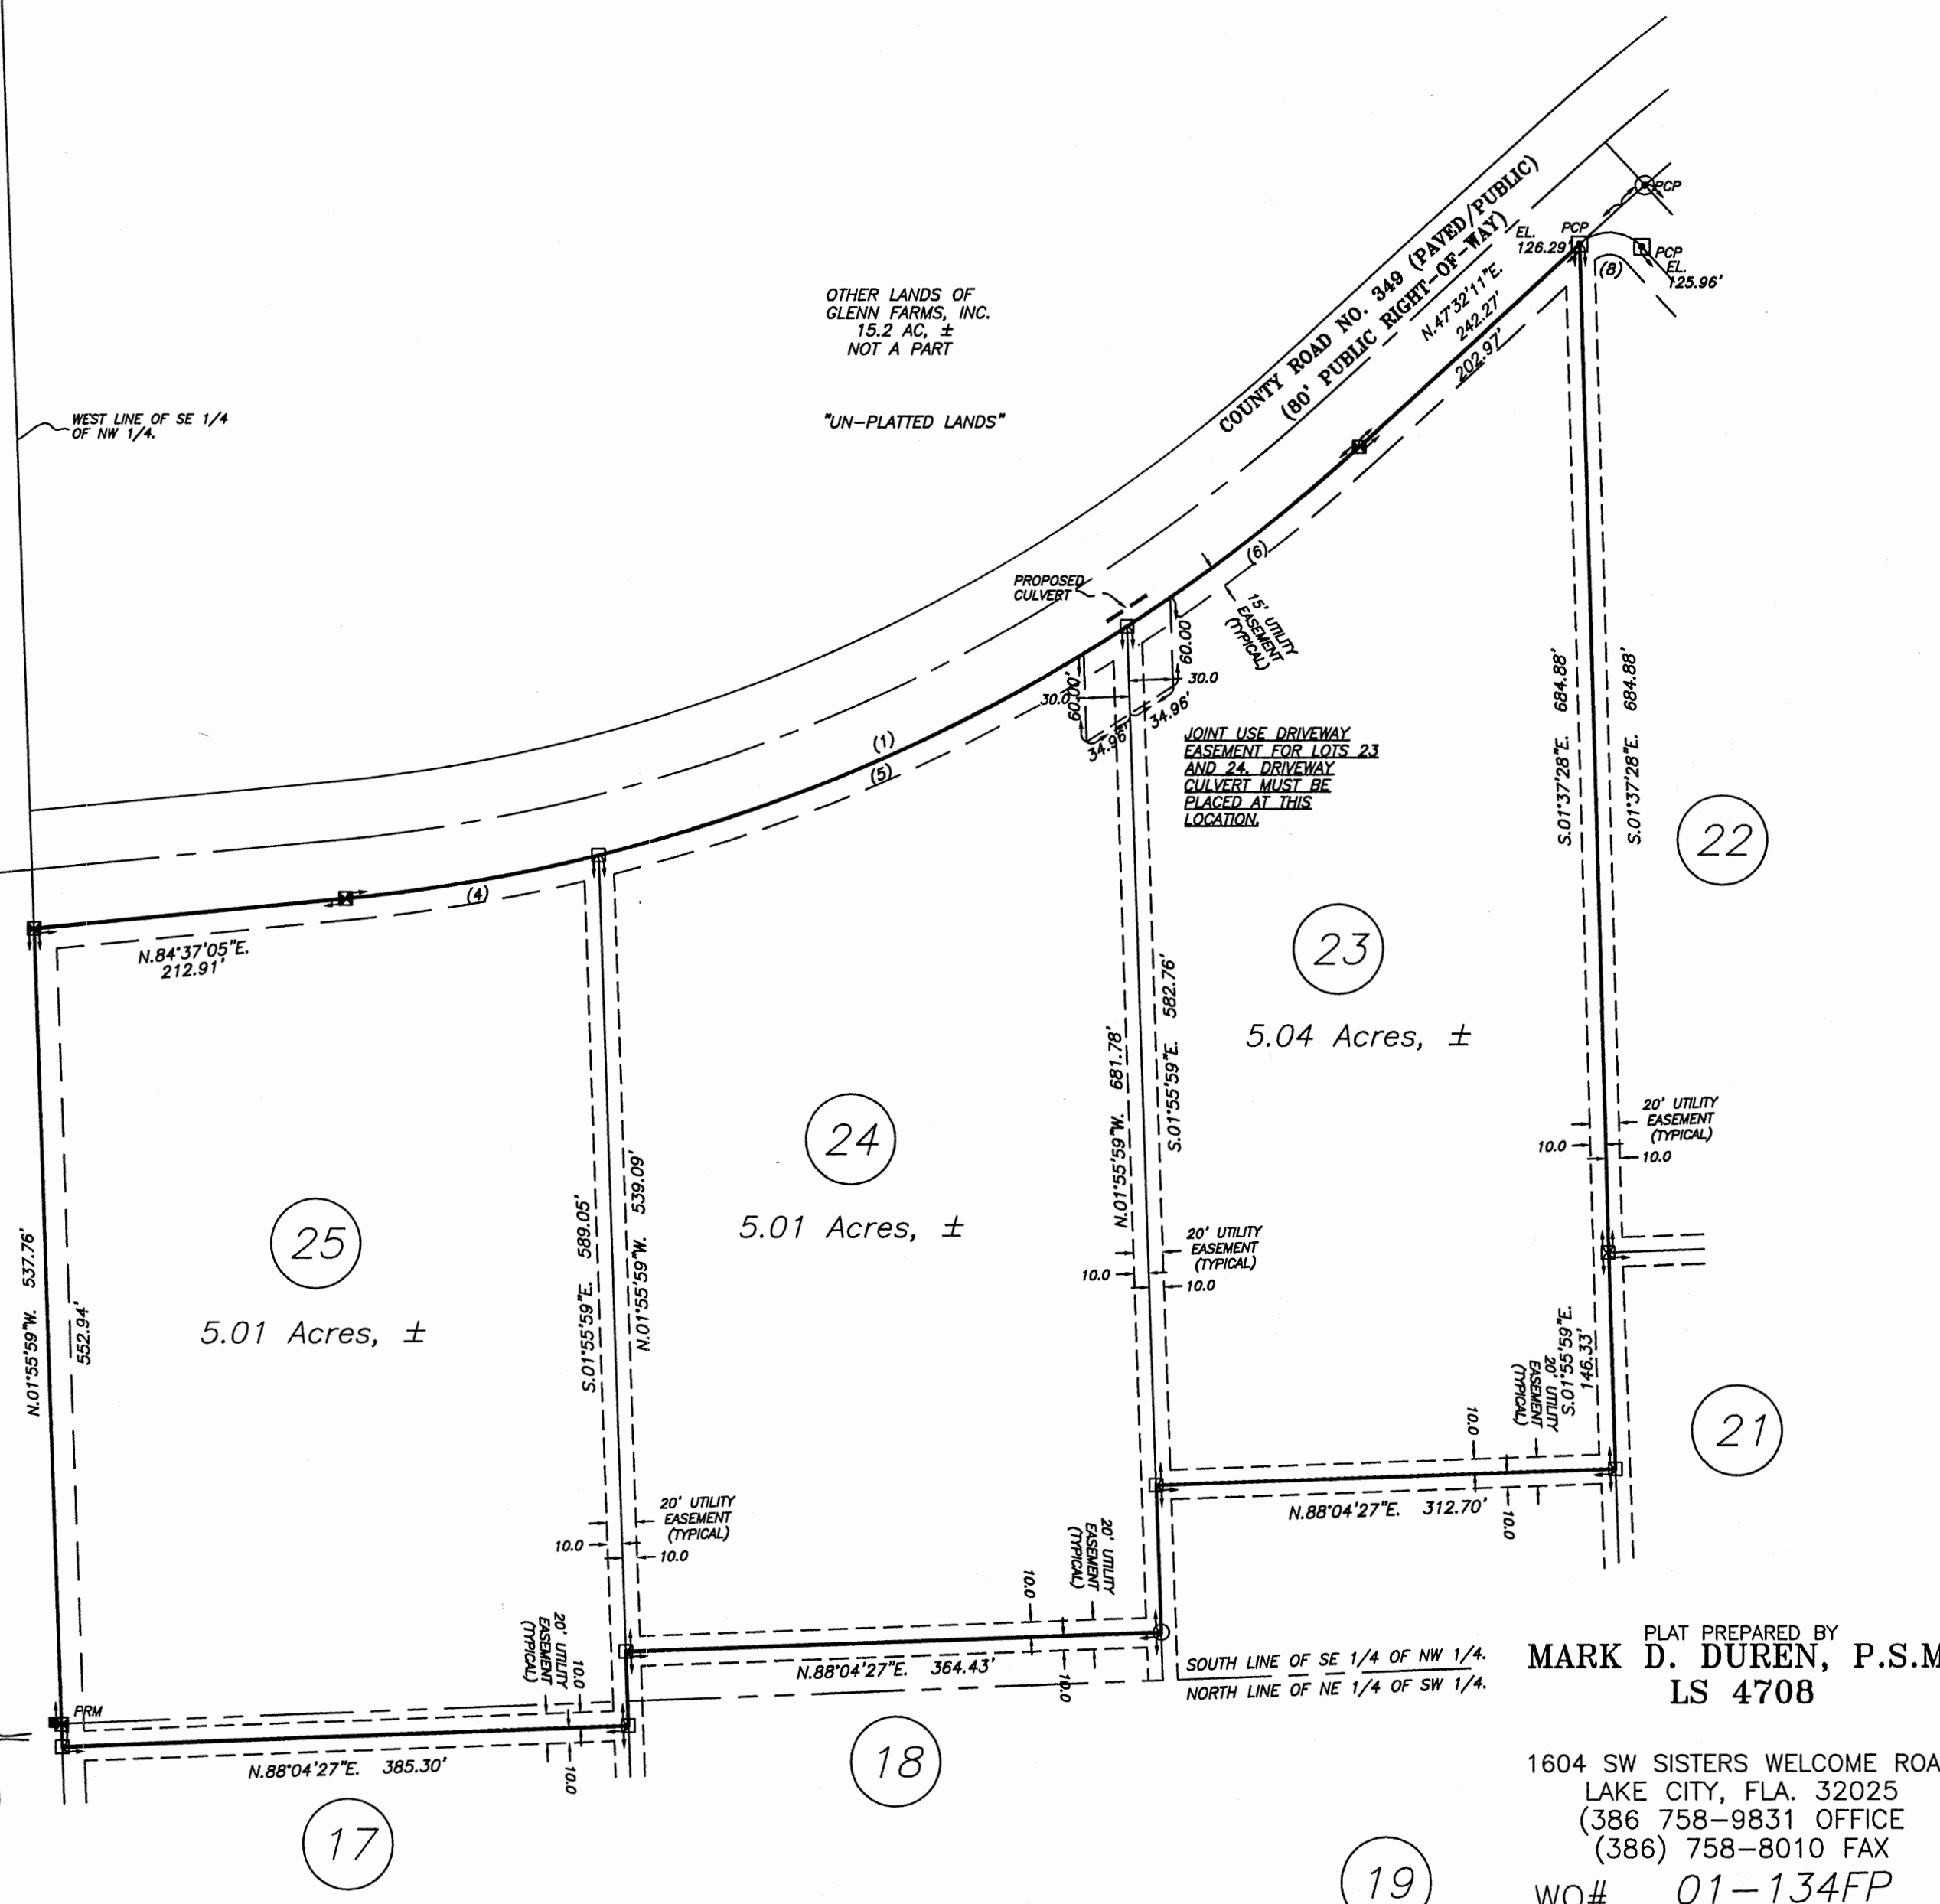 PCP
EL.
126.29'
PCP
PCP
EL.
125.96'
(8)
COUNTY ROAD NO. 349 (PAVED/PUBLIC)
(80' PUBLIC RIGHT-OF-WAY)
N.47°32'11"E.
242.27'
202.97'
OTHER LANDS OF
GLENN FARMS, INC.
15.2 AC, ±
NOT A PART
"UN-PLATTED LANDS"
WEST LINE OF SE 1/4
OF NW 1/4.
(6)
PROPOSED
CULVERT
15' UTILITY
EASEMENT
(TYPICAL)
60.00'
30.0
30.0
60.00'
34.96'
34.96'
JOINT USE DRIVEWAY
EASEMENT FOR LOTS 23
AND 24. DRIVEWAY
CULVERT MUST BE
PLACED AT THIS
LOCATION.
(1)
(5)
(4)
N.84°37'05"E.
212.91'
S.01°37'28"E. 684.88'
S.01°37'28"E. 684.88'
22
23
5.04 Acres, ±
N.01°55'59"W. 681.78'
S.01°55'59"E. 582.76'
24
5.01 Acres, ±
S.01°55'59"E. 589.05'
N.01°55'59"W. 539.09'
25
5.01 Acres, ±
N.01°55'59"W. 537.76'
552.94'
20' UTILITY
EASEMENT
(TYPICAL)
10.0
10.0
20' UTILITY
EASEMENT
(TYPICAL)
10.0
10.0
S.01°55'59"E.
146.33'
20' UTILITY
EASEMENT
(TYPICAL)
10.0
21
N.88°04'27"E. 312.70'
10.0
20' UTILITY
EASEMENT
(TYPICAL)
10.0
10.0
20' UTILITY
EASEMENT
(TYPICAL)
10.0
N.88°04'27"E. 364.43'
10.0
20' UTILITY
EASEMENT
(TYPICAL)
10.0
PRM
N.88°04'27"E. 385.30'
10.0
SOUTH LINE OF SE 1/4 OF NW 1/4.
NORTH LINE OF NE 1/4 OF SW 1/4.
17
18
19
PLAT PREPARED BY
MARK D. DUREN, P.S.M
LS 4708
1604 SW SISTERS WELCOME ROA
LAKE CITY, FLA. 32025
(386 758-9831 OFFICE
(386) 758-8010 FAX
WO# 01-134FP